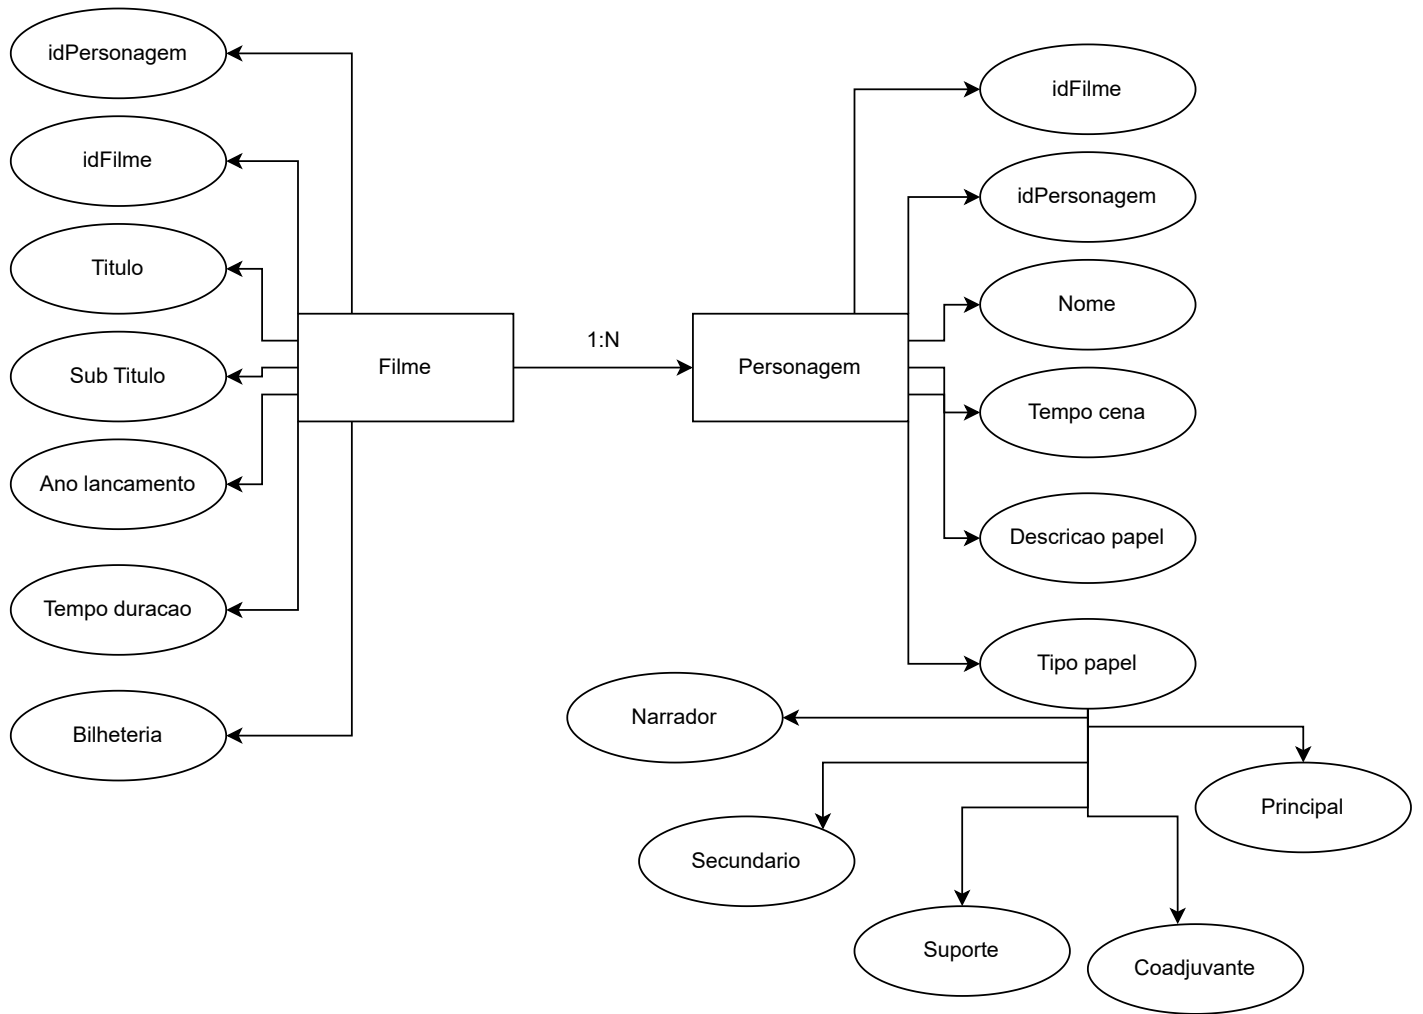 idPersonagem
idFilme
Titulo
Sub Titulo
Ano lancamento
Tempo duracao
Bilheteria
Filme
1:N
Personagem
idFilme
idPersonagem
Nome
Tempo cena
Descricao papel
Tipo papel
Narrador
Principal
Secundario
Suporte
Coadjuvante